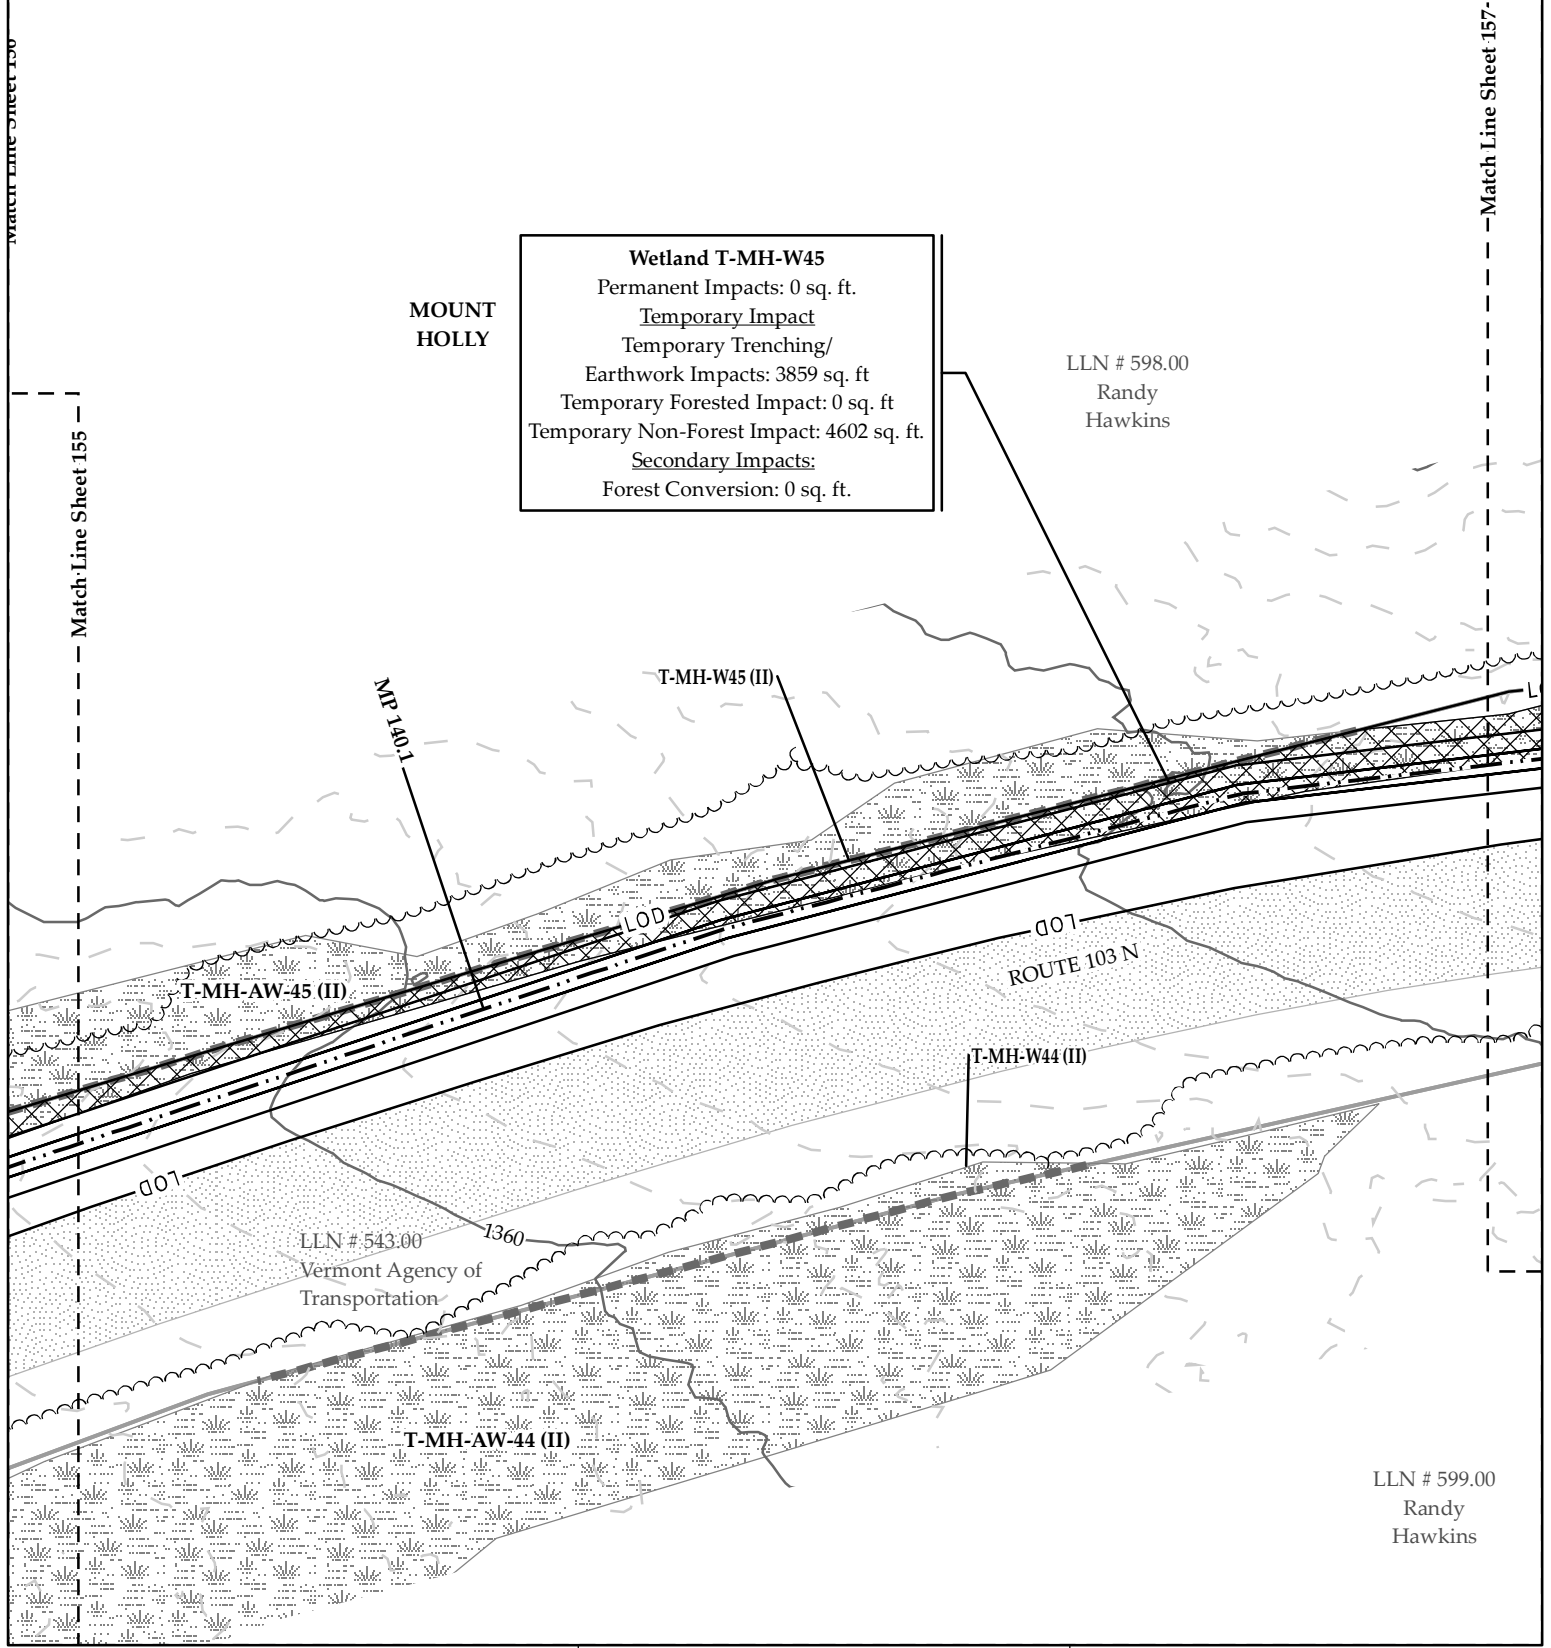 Match Line Sheet 157
Wetland T-MH-W45
Permanent Impacts: 0 sq. ft.
Temporary Impact
Temporary Trenching/
Earthwork Impacts: 3859 sq. ft
Temporary Forested Impact: 0 sq. ft
Temporary Non-Forest Impact: 4602 sq. ft.
Secondary Impacts:
Forest Conversion: 0 sq. ft.
MOUNT
HOLLY
LLN # 598.00
Randy
Hawkins
Match Line Sheet 155
T-MH-W45 (II)
MP 140.1
LOD
LOD
ROUTE 103 N
T-MH-AW-45 (II)
T-MH-W44 (II)
LOD
1360
LLN # 543.00
Vermont Agency of
Transportation
T-MH-AW-44 (II)
LLN # 599.00
Randy
Hawkins